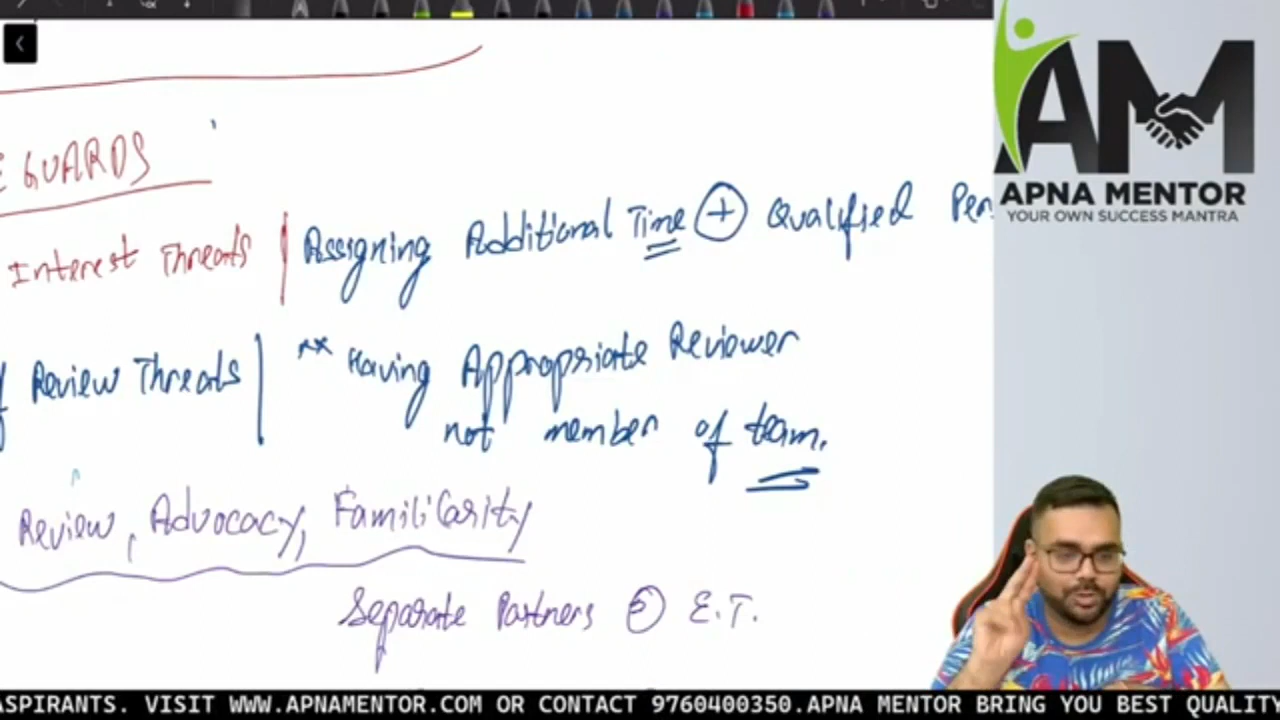 E GUARDS
Interest Threats | Assigning Additional Time + Qualified Per
f Review Threats | ** Having Appropriate Reviewer
not member of team.
Review, Advocacy, Familicarity
Separate Partners E.T.
AM
APNA MENTOR
YOUR OWN SUCCESS MANTRA
ASPIRANTS. VISIT WWW.APNAMENTOR.COM OR CONTACT 9760400350.APNA MENTOR BRING YOU BEST QUALITY